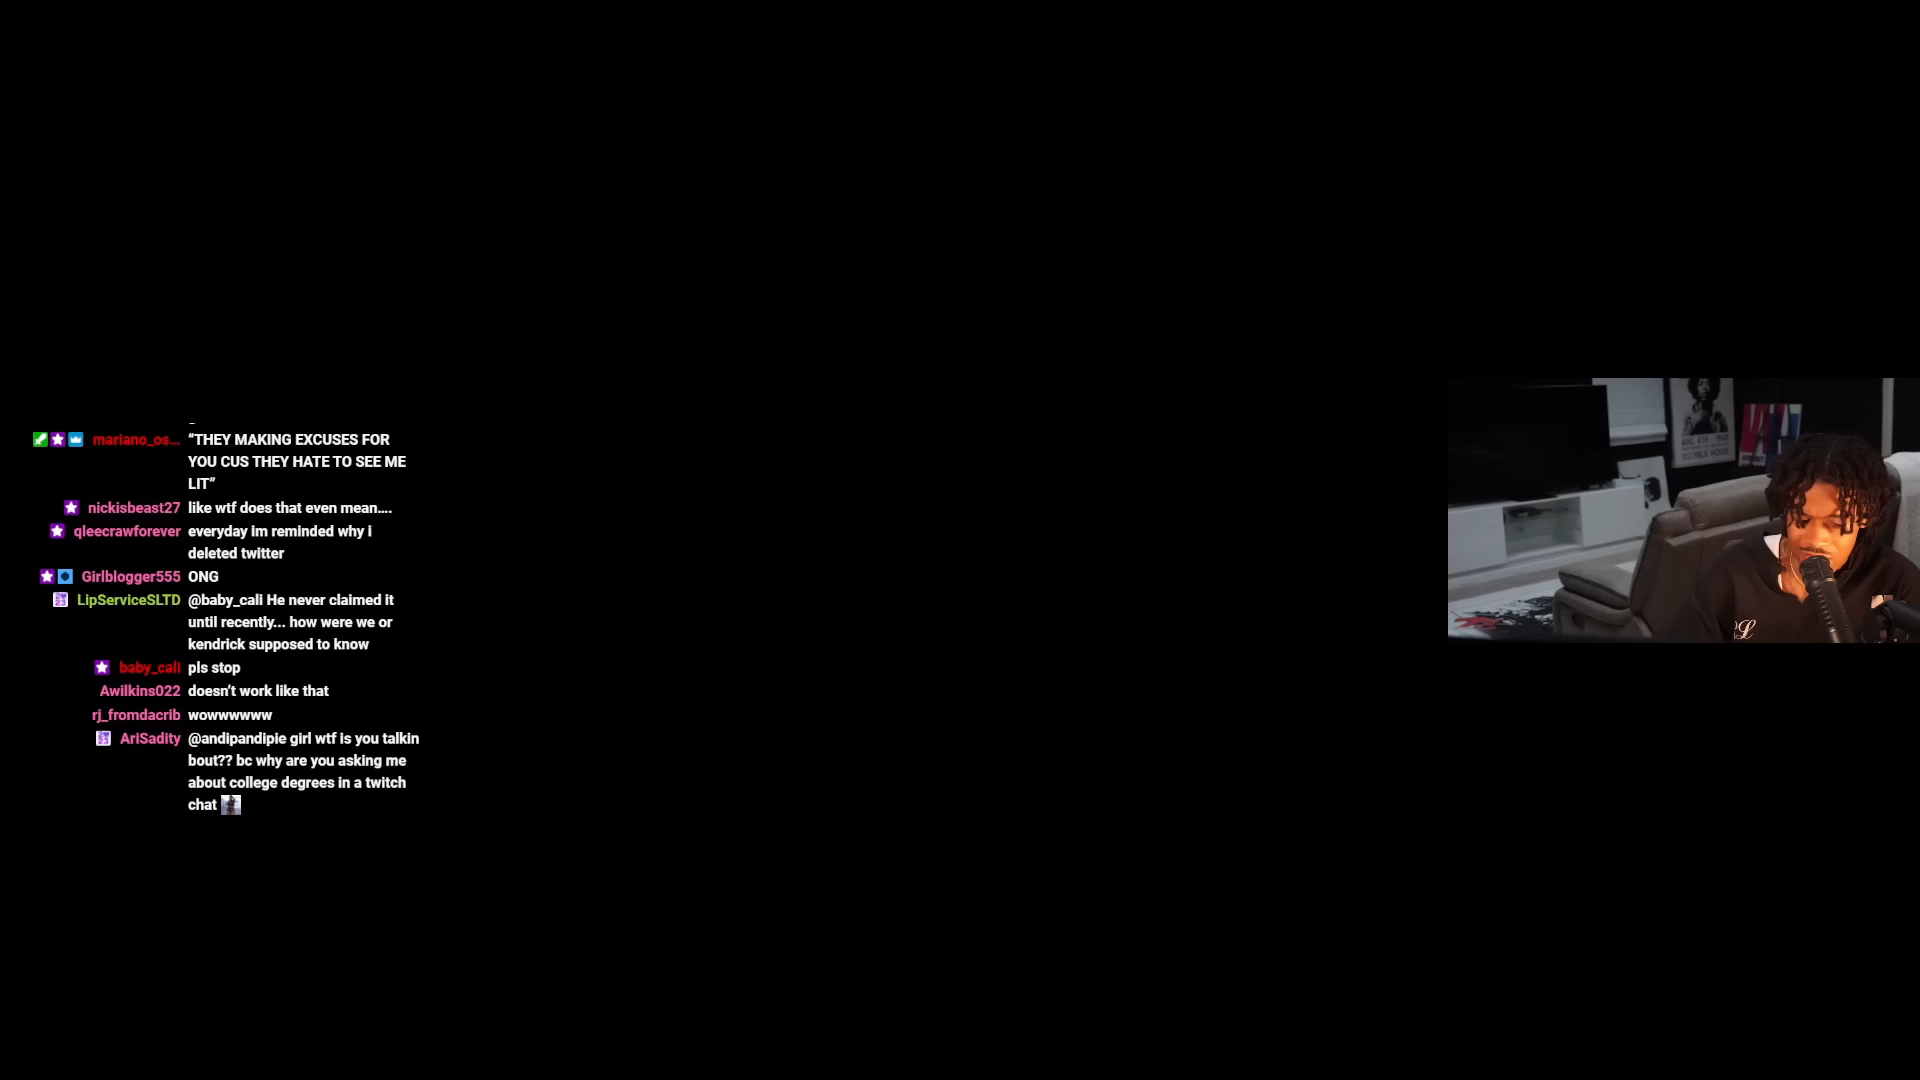 mariano_os... “THEY MAKING EXCUSES FOR
YOU CUS THEY HATE TO SEE ME
LIT”
nickisbeast27 like wtf does that even mean....
qleecrawforever everyday im reminded why i
deleted twitter
Girlblogger555 ONG
LipServiceSLTD @baby_cali He never claimed it
until recently... how were we or
kendrick supposed to know
baby_cali pls stop
Awilkins022 doesn’t work like that
rj_fromdacrib wowwwwww
AriSadity @andipandipie girl wtf is you talkin
bout?? bc why are you asking me
about college degrees in a twitch
chat